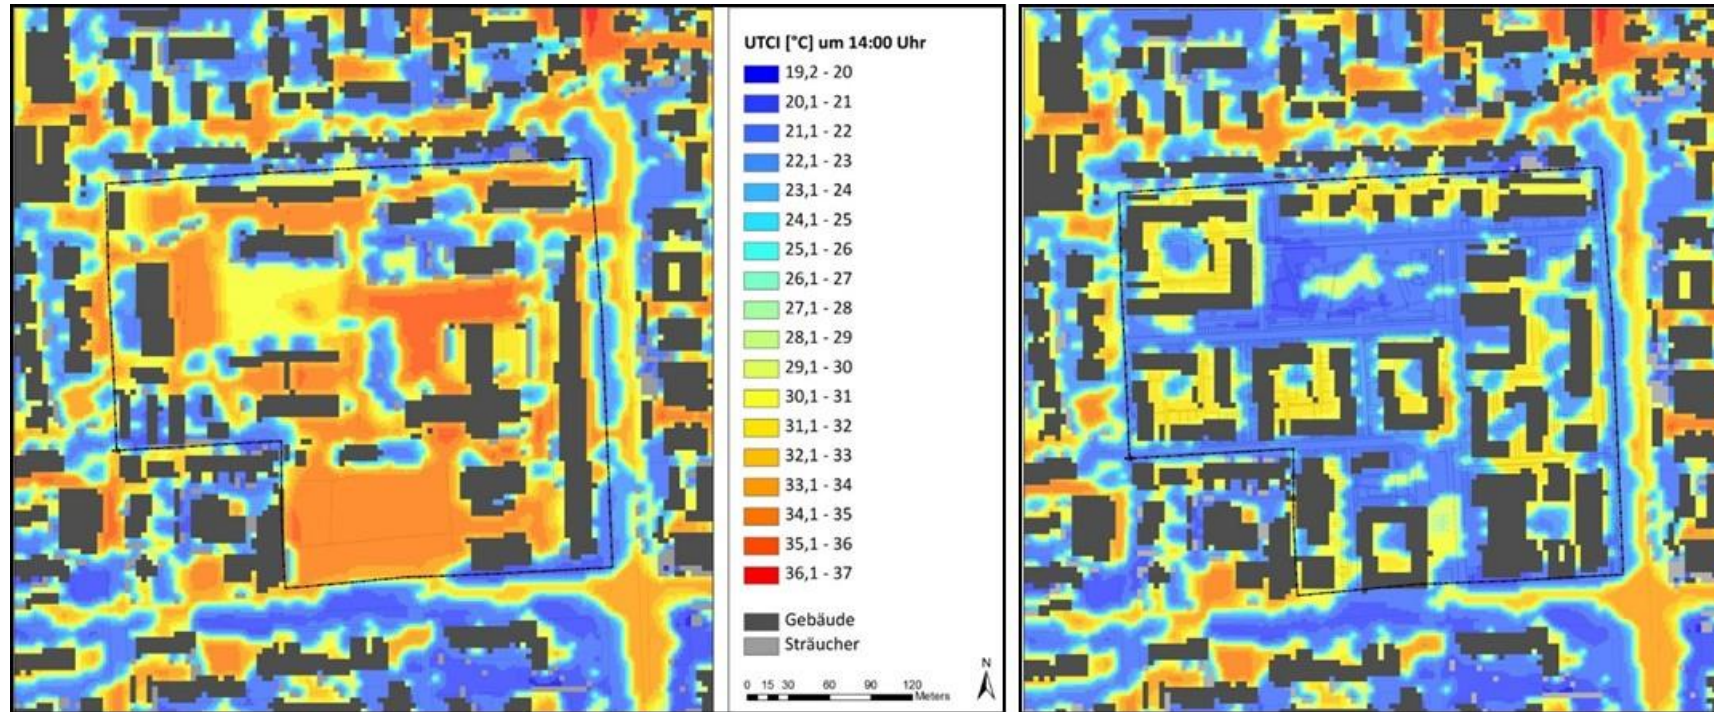 UTCI [°C] um 14:00 Uhr
19,2 - 20
20,1 - 21
21,1 - 22
22,1 - 23
23,1 - 24
24,1 - 25
25,1 - 26
26,1 - 27
27,1 - 28
28,1 - 29
29,1 - 30
30,1 - 31
31,1 - 32
32,1 - 33
33,1 - 34
34,1 - 35
35,1 - 36
36,1 - 37
Gebäude
Sträucher
N
0 15 30 60 90 120
Meters